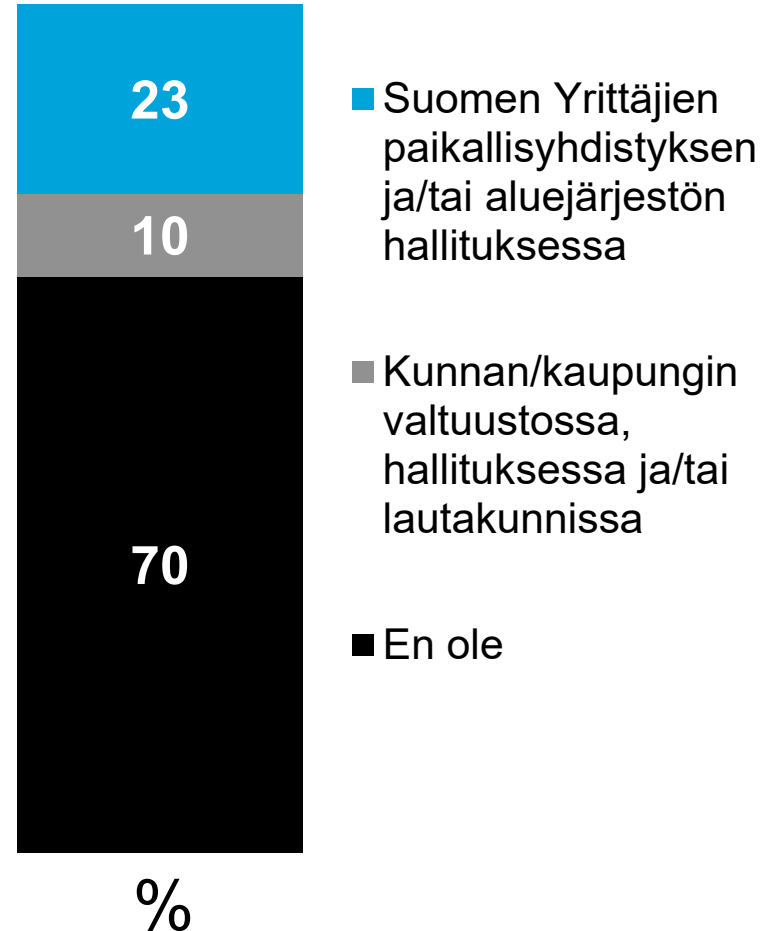 23
10
70
%
Suomen Yrittäjien
paikallisyhdistyksen
ja/tai aluejärjestön
hallituksessa
Kunnan/kaupungin
valtuustossa,
hallituksessa ja/tai
lautakunnissa
En ole